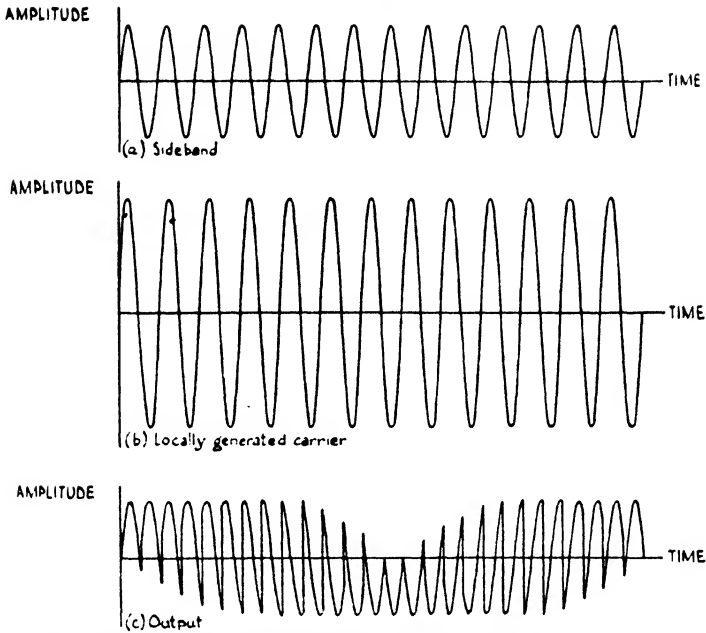 AMPLITUDE
TIME
(a) Sideband
AMPLITUDE
TIME
(b) Locally generated carrier
AMPLITUDE
TIME
(c) Output